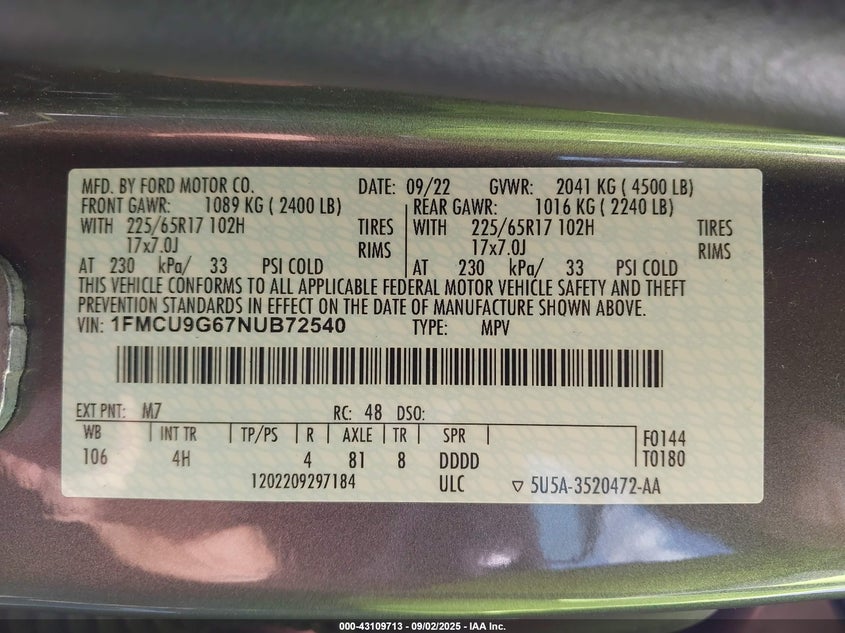 MFD. BY FORD MOTOR CO. DATE: 09/22 GVWR: 2041 KG ( 4500 LB)
FRONT GAWR: 1089 KG ( 2400 LB) REAR GAWR: 1016 KG ( 2240 LB)
WITH 225/65R17 102H TIRES WITH 225/65R17 102H TIRES
17x7.0J RIMS 17x7.0J RIMS
AT 230 kPa/ 33 PSI COLD AT 230 kPa/ 33 PSI COLD
THIS VEHICLE CONFORMS TO ALL APPLICABLE FEDERAL MOTOR VEHICLE SAFETY AND THEFT
PREVENTION STANDARDS IN EFFECT ON THE DATE OF MANUFACTURE SHOWN ABOVE.
VIN: 1FMCU9G67NUB72540 TYPE: MPV
EXT PNT: M7 RC: 48 DSO:
WB INT TR TP/PS R AXLE TR SPR F0144
106 4H 4 81 8 DDDD T0180
1202209297184 ULC ▽ 5U5A-3520472-AA
000-43109713 - 09/02/2025 - IAA Inc.